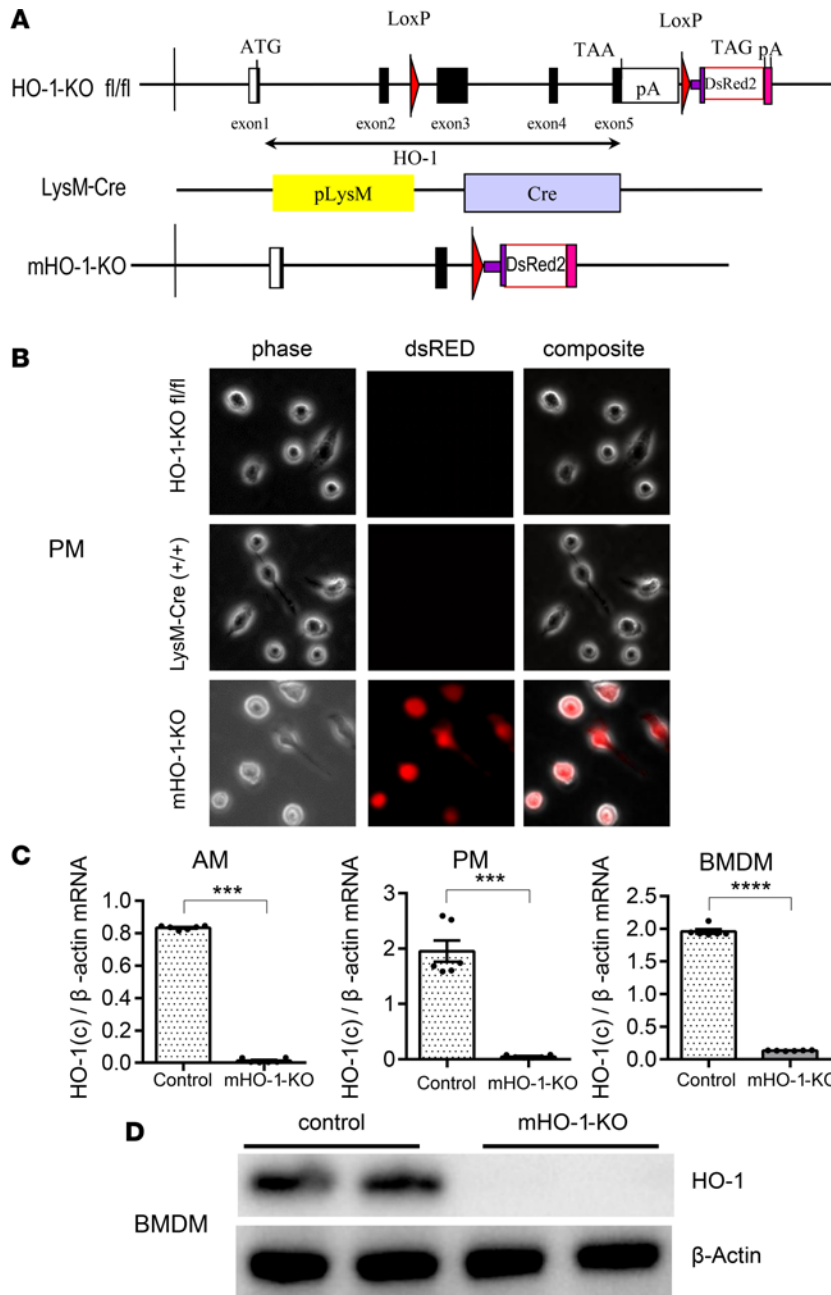 A
LoxP
LoxP
ATG
TAA
TAG
pA
HO-1-KO fl/fl
pA
DsRed2
exon1
exon2
exon3
exon4
exon5
HO-1
LysM-Cre
pLysM
Cre
mHO-1-KO
DsRed2
B
phase
dsRED
composite
PM
HO-1-KO fl/fl
LysM-Cre (+/+)
mHO-1-KO
C
AM
HO-1(c) / β -actin mRNA
1.0
0.8
0.6
0.4
0.2
0.0
***
Control
mHO-1-KO
PM
HO-1(c) / β -actin mRNA
3
2
1
0
***
Control
mHO-1-KO
BMDM
HO-1(c) / β -actin mRNA
2.5
2.0
1.5
1.0
0.5
0.0
****
Control
mHO-1-KO
D
control
mHO-1-KO
BMDM
HO-1
β-Actin